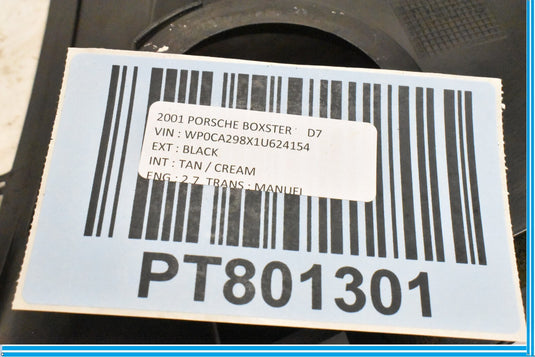 2001 PORSCHE BOXSTER D7
VIN : WP0CA298X1U624154
EXT : BLACK
INT : TAN / CREAM
ENG : 2.7 TRANS : MANUEL
PT801301